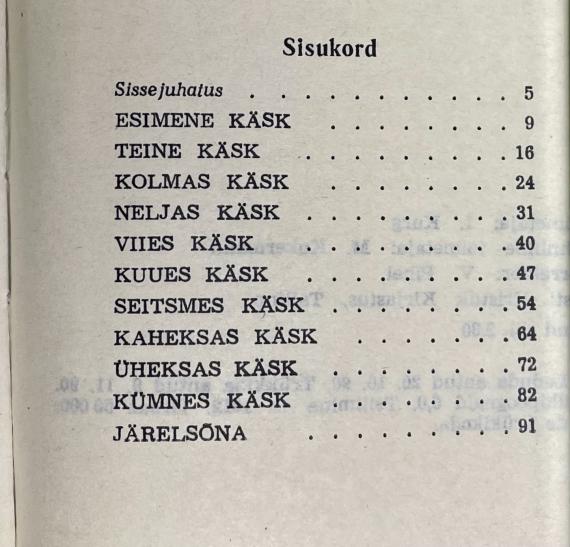 Sisukord
Sissejuhatus . . . . . . . . . . . 5
ESIMENE KÄSK . . . . . . . . . 9
TEINE KÄSK . . . . . . . . . . 16
KOLMAS KÄSK . . . . . . . . . 24
NELJAS KÄSK . . . . . . . . . . 31
VIIES KÄSK . . . . . . . . . . 40
KUUES KÄSK . . . . . . . . . . 47
SEITSMES KÄSK . . . . . . . . . 54
KAHEKSAS KÄSK . . . . . . . . 64
ÜHEKSAS KÄSK . . . . . . . . . 72
KÜMNES KÄSK . . . . . . . . . 82
JÄRELSÕNA . . . . . . . . . . 91